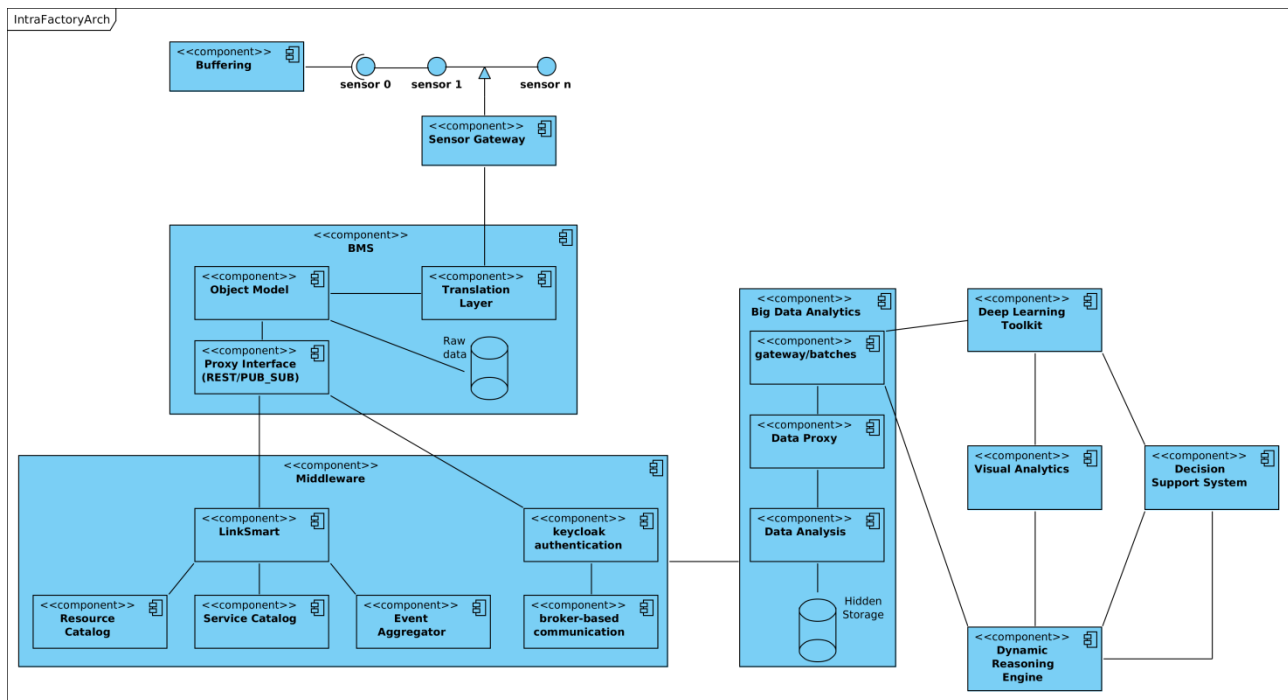 IntraFactoryArch
<<component>>
Buffering
sensor 0
sensor 1
sensor n
<<component>>
Sensor Gateway
<<component>>
BMS
<<component>>
Object Model
<<component>>
Translation
Layer
<<component>>
Proxy Interface
(REST/PUB_SUB)
Raw
data
<<component>>
Middleware
<<component>>
LinkSmart
<<component>>
keycloak
authentication
<<component>>
Resource
Catalog
<<component>>
Service Catalog
<<component>>
Event
Aggregator
<<component>>
broker-based
communication
<<component>>
Big Data Analytics
<<component>>
gateway/batches
<<component>>
Data Proxy
<<component>>
Data Analysis
Hidden
Storage
<<component>>
Deep Learning
Toolkit
<<component>>
Visual Analytics
<<component>>
Decision
Support System
<<component>>
Dynamic
Reasoning
Engine